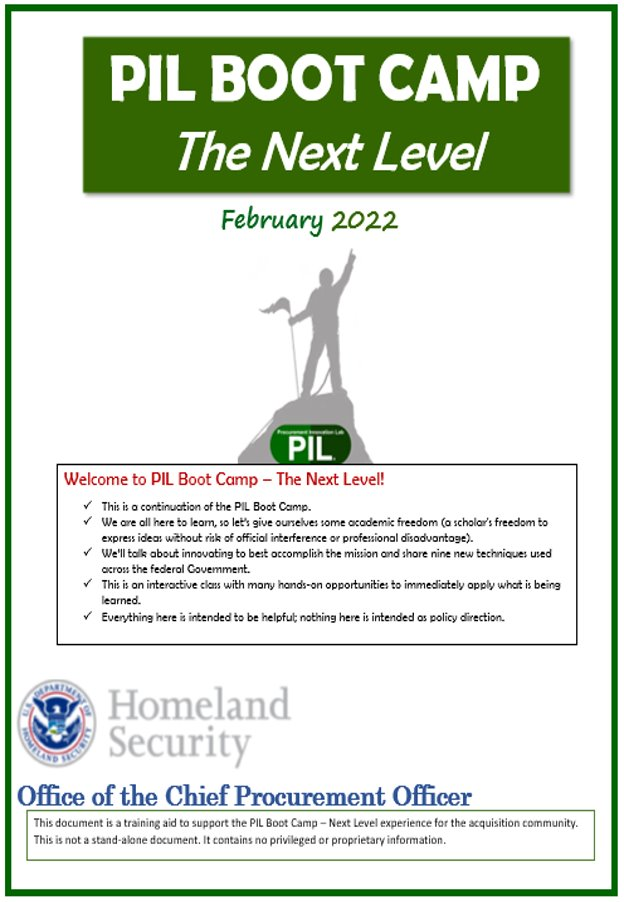 PIL BOOT CAMP
The Next Level
February 2022
Procurement Innovation Lab
PIL
Welcome to PIL Boot Camp – The Next Level!
✓ This is a continuation of the PIL Boot Camp.
✓ We are all here to learn, so let's give ourselves some academic freedom (a scholar's freedom to
express ideas without risk of official interference or professional disadvantage).
✓ We'll talk about innovating to best accomplish the mission and share nine new techniques used
across the federal Government.
✓ This is an interactive class with many hands-on opportunities to immediately apply what is being
learned.
✓ Everything here is intended to be helpful; nothing here is intended as policy direction.
U.S. DEPARTMENT OF
HOMELAND SECURITY
Homeland
Security
Office of the Chief Procurement Officer
This document is a training aid to support the PIL Boot Camp – Next Level experience for the acquisition community.
This is not a stand-alone document. It contains no privileged or proprietary information.